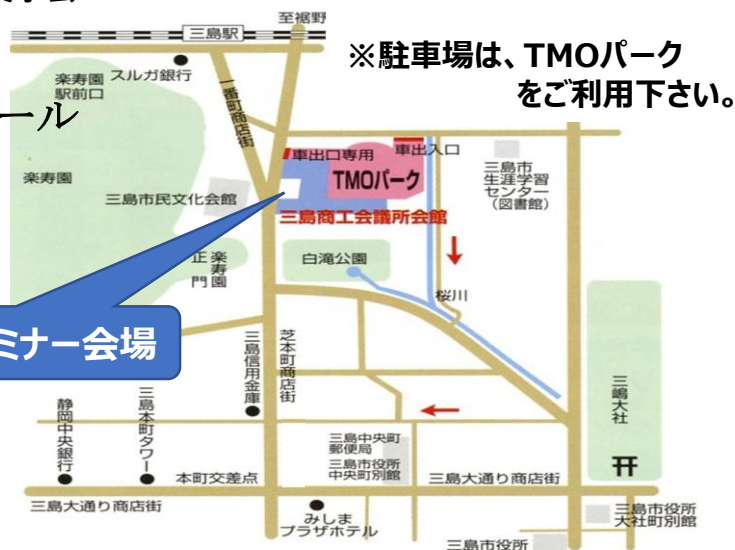 至裾野
三島駅
※駐車場は、TMOパーク
をご利用下さい。
スルガ銀行
楽寿園
駅前口
一番町商店街
ール
車出口専用
車出入口
TMOパーク
三島市
生涯学習
センター
(図書館)
楽寿園
三島市民文化会館
三島商工会議所会館
楽寿園
正門
白滝公園
桜川
ミナー会場
三島信用金庫
芝本町商店街
三嶋大社
静岡中央銀行
三島本町タワー
三島中央町
郵便局
三島市役所
中央町別館
本町交差点
三島大通り商店街
三島大通り商店街
みしま
プラザホテル
三島市役所
大社町別館
三島市役所